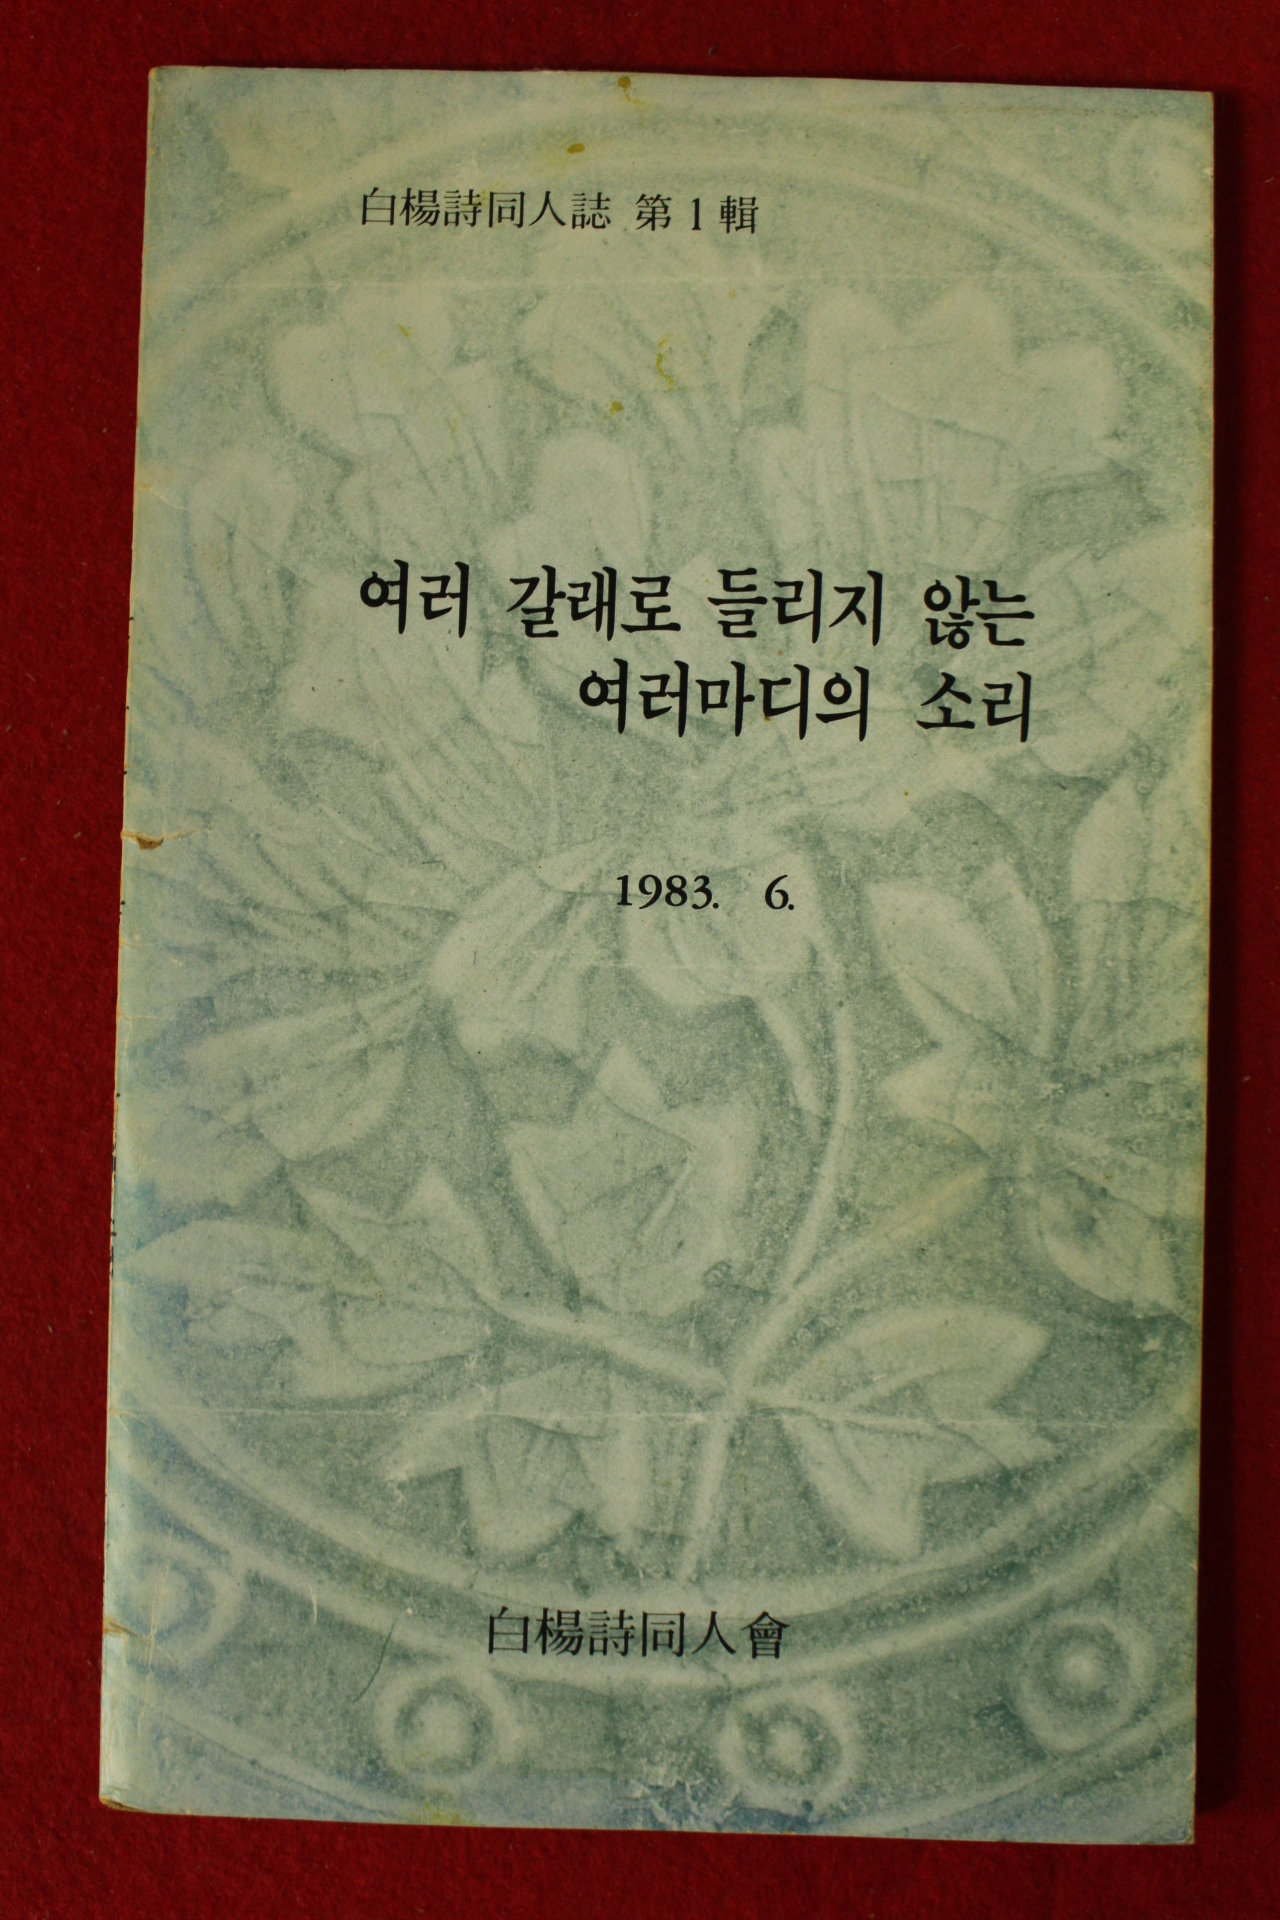 白楊詩同人誌 第1輯
여러 갈래로 들리지 않는
여러마디의 소리
1983. 6.
白楊詩同人會